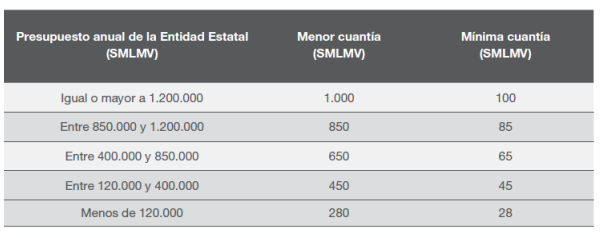 Presupuesto anual de la Entidad Estatal Menor cuantía Mínima cuantía
(SMLMV) (SMLMV) (SMLMV)
Igual o mayor a 1.200.000 1.000 100
Entre 850.000 y 1.200.000 850 85
Entre 400.000 y 850.000 650 65
Entre 120.000 y 400.000 450 45
Menos de 120.000 280 28